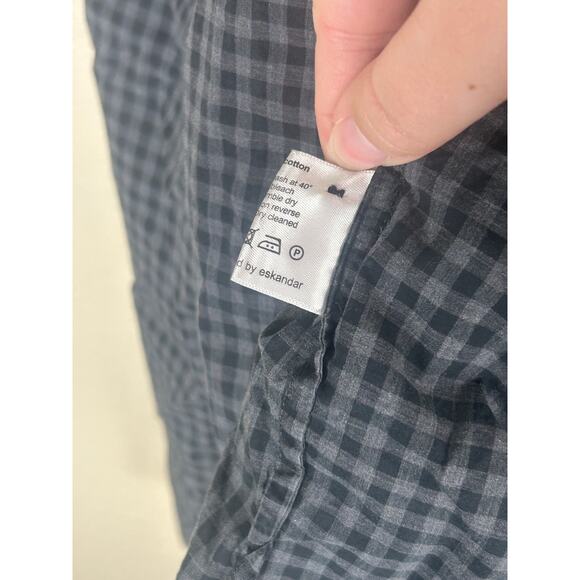 cotton
ash at 40°
bleach
mble dry
on reverse
ry cleaned
P
d by eskandar